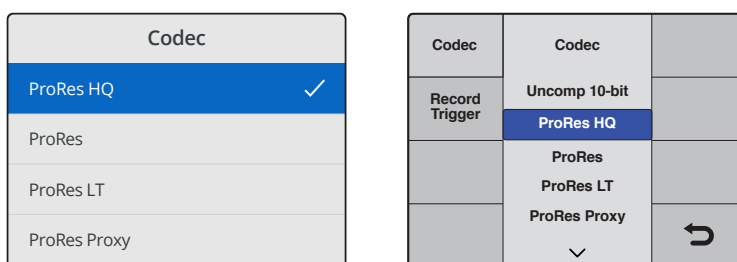 Codec
ProRes HQ
ProRes
ProRes LT
ProRes Proxy
Codec
Record
Trigger
Codec
Uncomp 10-bit
ProRes HQ
ProRes
ProRes LT
ProRes Proxy